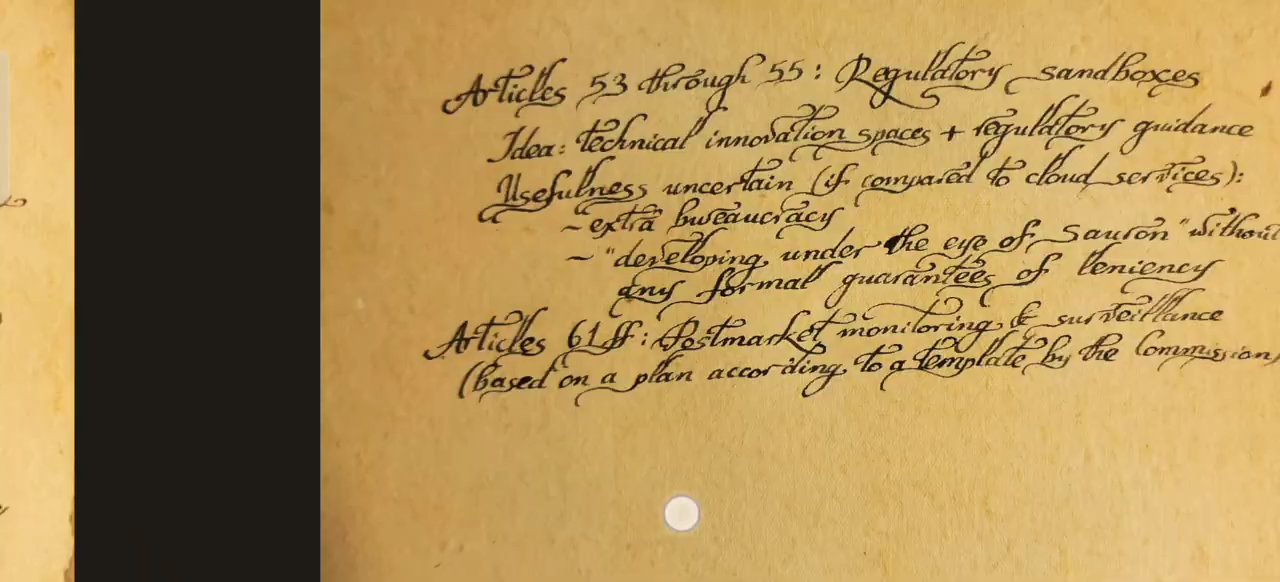 Articles 53 through 55: Regulatory sandboxes
Idea: technical innovation spaces + regulatory guidance
Usefulness uncertain (if compared to cloud services):
- extra bureaucracy
- "developing under the eye of Sauron" without
any formal guarantees of leniency
Articles 61ff: Postmarket monitoring & surveillance
(based on a plan according to a template by the Commission)